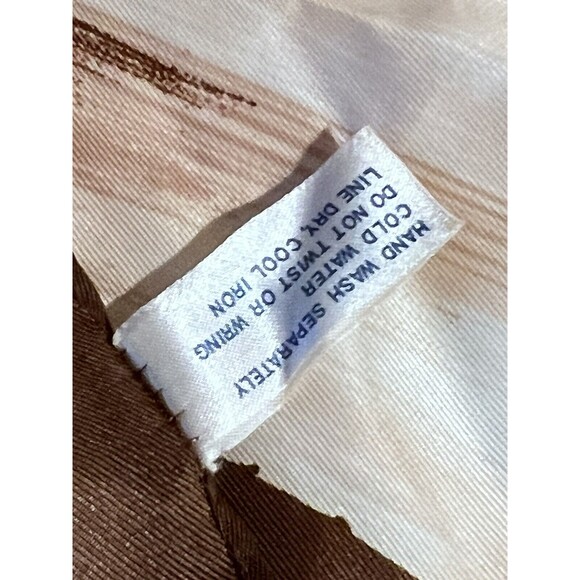 HAND WASH SEPARATELY
COLD WATER
DO NOT TWIST OR WRING
LINE DRY, COOL IRON